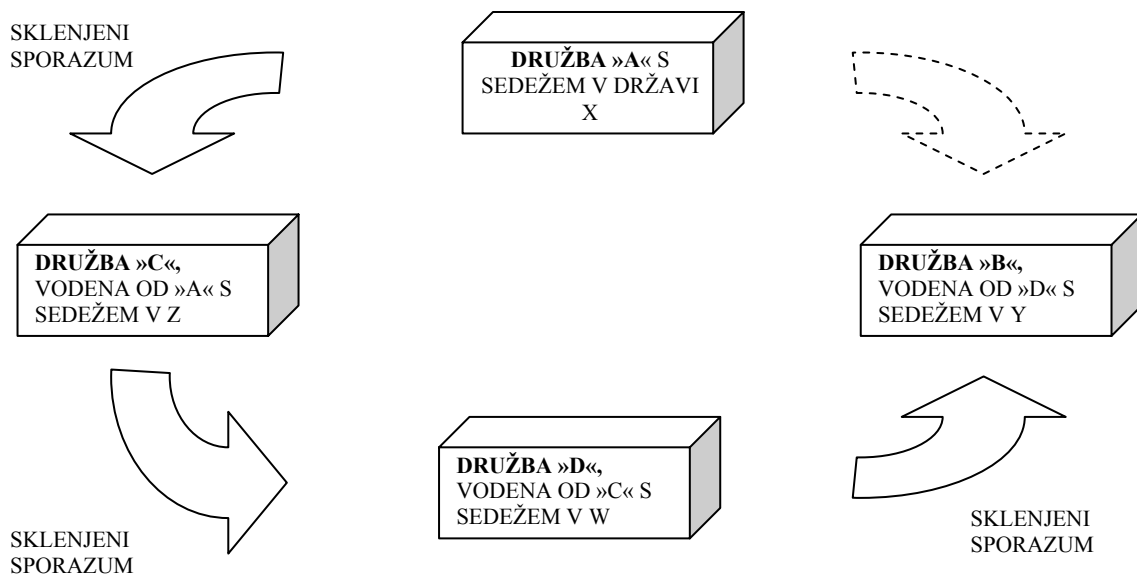 SKLENJENI
SPORAZUM
DRUŽBA »A« S
SEDEŽEM V DRŽAVI
X
DRUŽBA »C«,
VODENA OD »A« S
SEDEŽEM V Z
DRUŽBA »B«,
VODENA OD »D« S
SEDEŽEM V Y
DRUŽBA »D«,
VODENA OD »C« S
SEDEŽEM V W
SKLENJENI
SPORAZUM
SKLENJENI
SPORAZUM